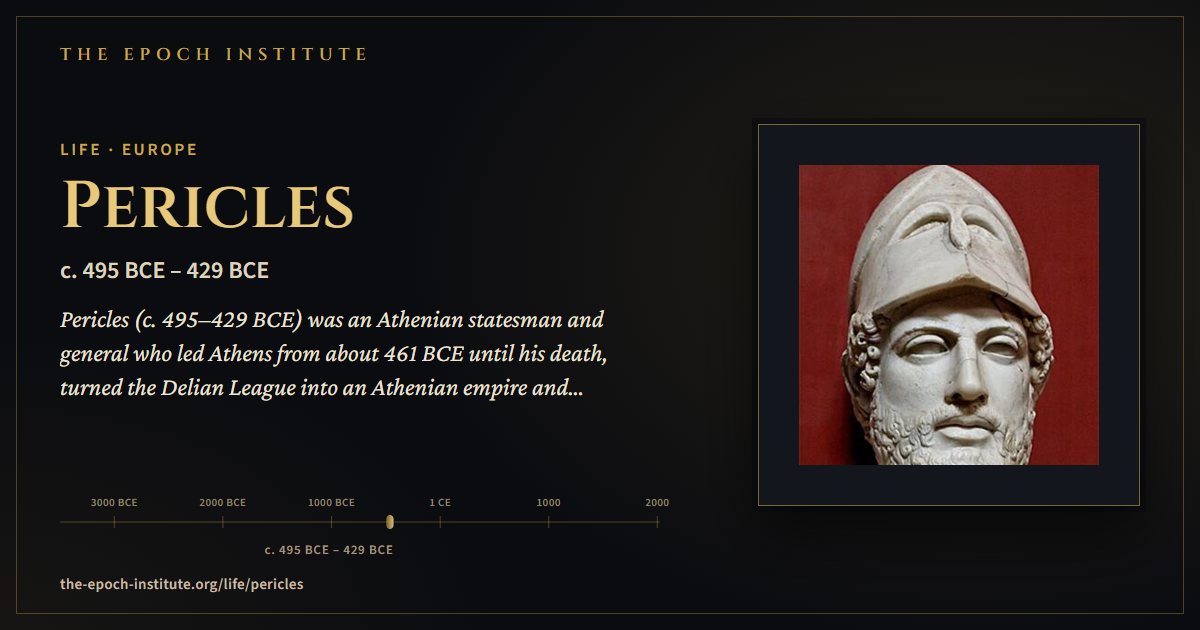 THE EPOCH INSTITUTE
LIFE · EUROPE
PERICLES
c. 495 BCE – 429 BCE
Pericles (c. 495–429 BCE) was an Athenian statesman and
general who led Athens from about 461 BCE until his death,
turned the Delian League into an Athenian empire and...
3000 BCE 2000 BCE 1000 BCE 1 CE 1000 2000
c. 495 BCE – 429 BCE
the-epoch-institute.org/life/pericles